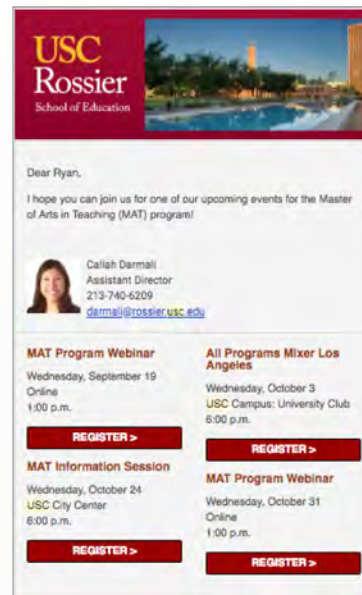 USC
Rossier
School of Education
Dear Ryan,
I hope you can join us for one of our upcoming events for the Master
of Arts in Teaching (MAT) program!
Callah Darmali
Assistant Director
213-740-6209
darmali@rossier.usc.edu
MAT Program Webinar
Wednesday, September 19
Online
1:00 p.m.
REGISTER >
All Programs Mixer Los
Angeles
Wednesday, October 3
USC Campus: University Club
6:00 p.m.
REGISTER >
MAT Information Session
Wednesday, October 24
USC City Center
6:00 p.m.
REGISTER >
MAT Program Webinar
Wednesday, October 31
Online
1:00 p.m.
REGISTER >